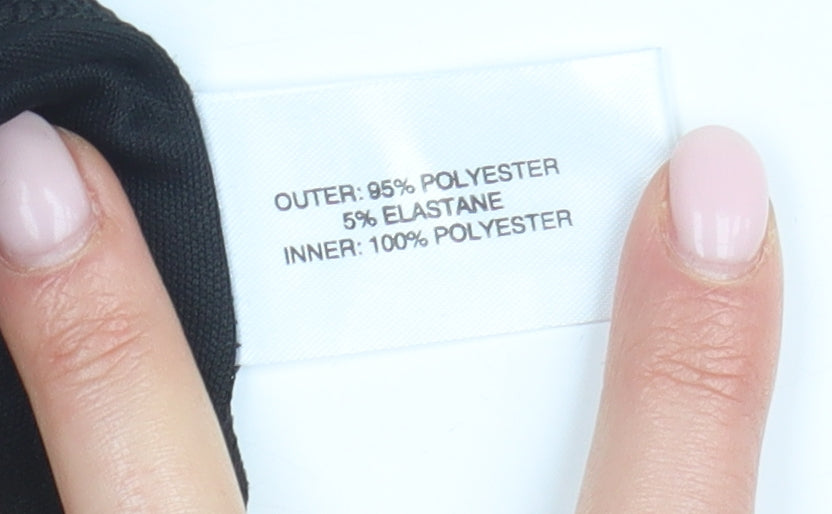 OUTER: 95% POLYESTER
5% ELASTANE
INNER: 100% POLYESTER